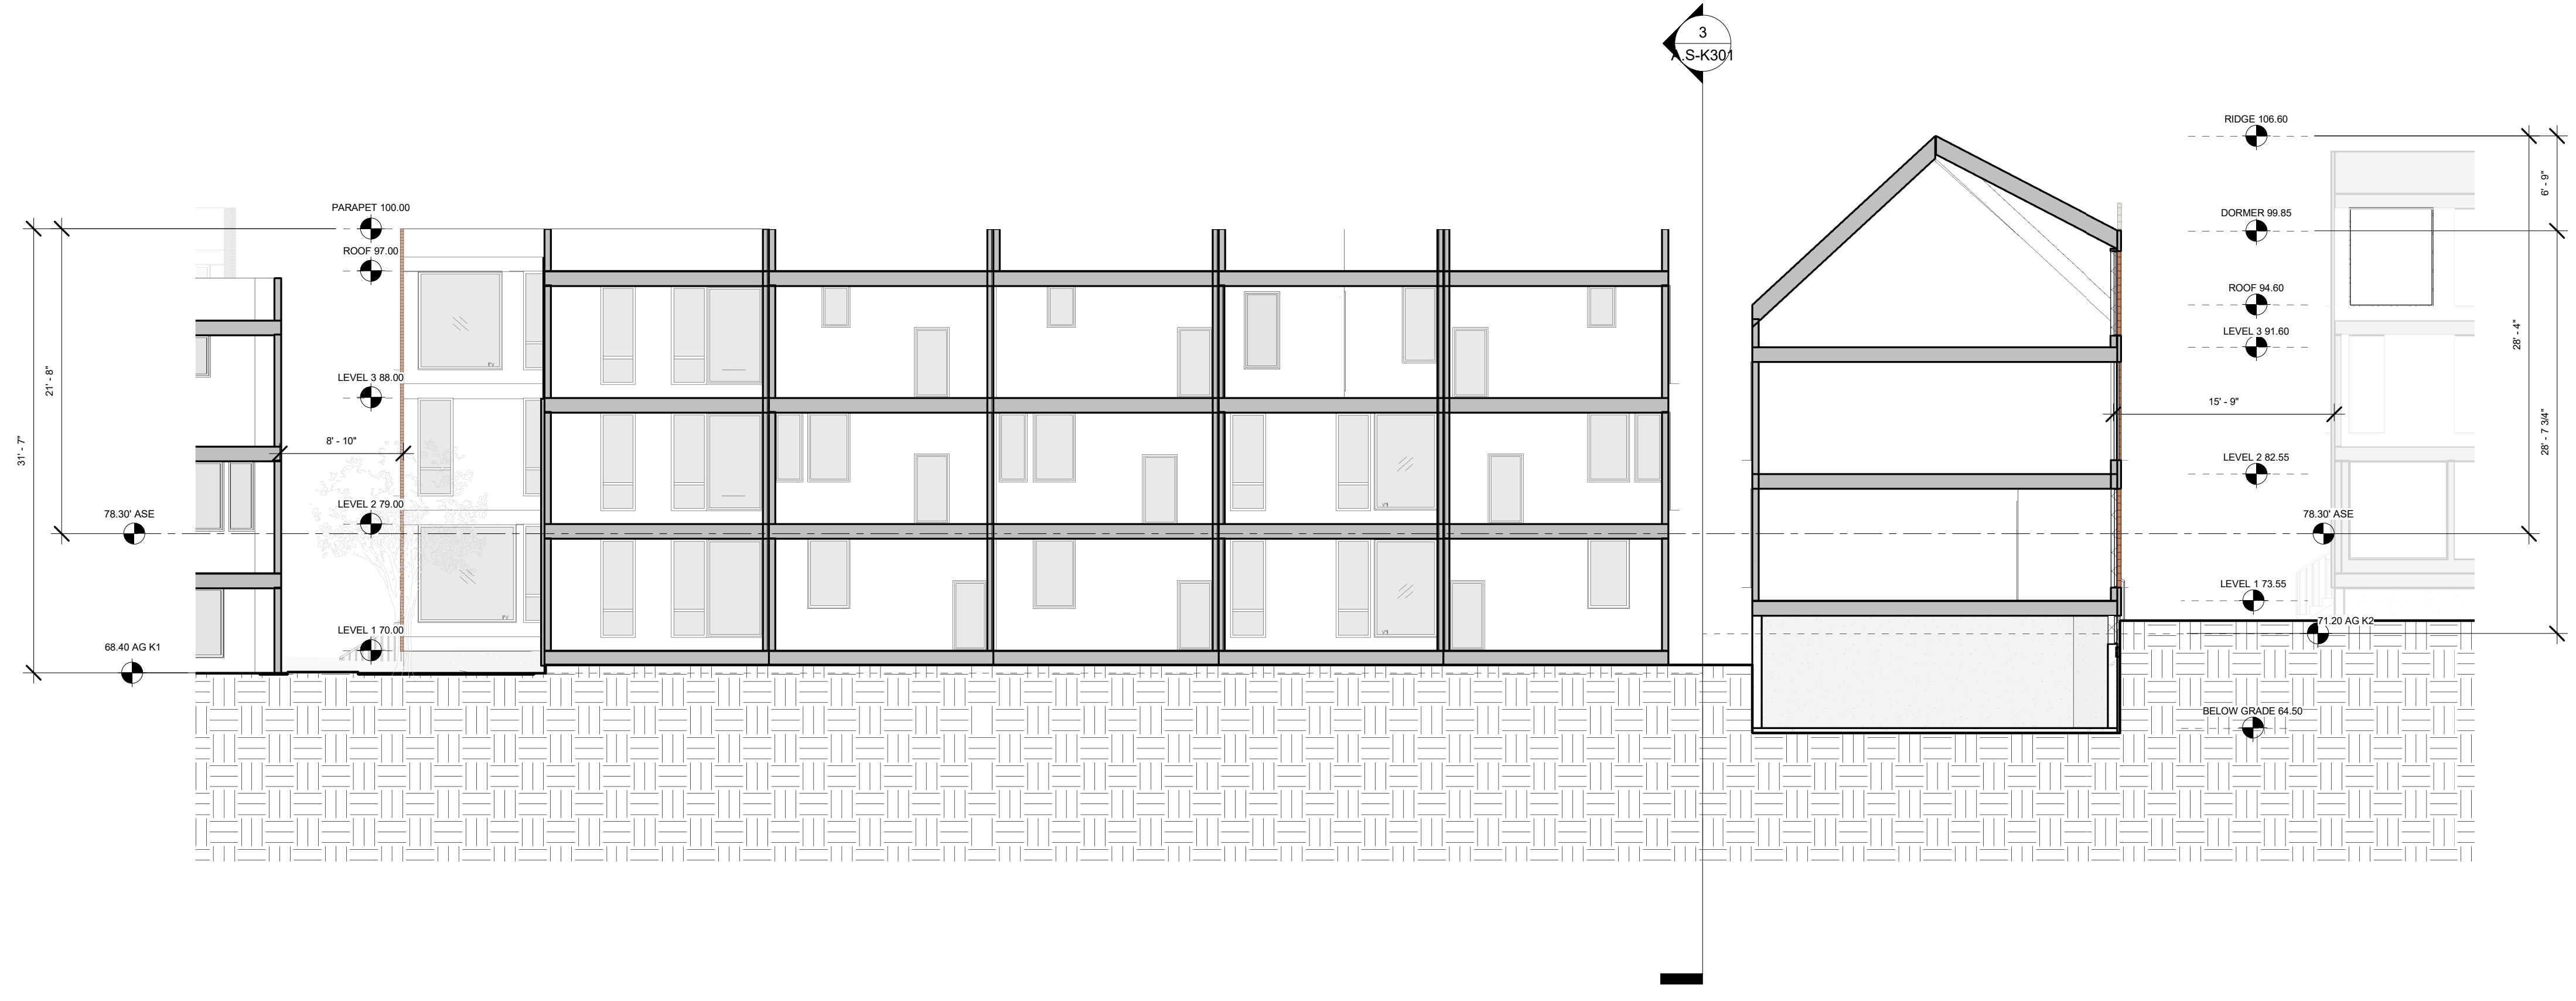 3
A.S-K301
RIDGE 106.60
6' - 9"
PARAPET 100.00
DORMER 99.85
ROOF 97.00
ROOF 94.60
LEVEL 3 91.60
28' - 4"
21' - 8"
LEVEL 3 88.00
15' - 9"
31' - 7"
8' - 10"
28' - 7 3/4"
LEVEL 2 82.55
78.30' ASE
LEVEL 2 79.00
78.30' ASE
LEVEL 1 73.55
LEVEL 1 70.00
71.20 AG K2
68.40 AG K1
BELOW GRADE 64.50